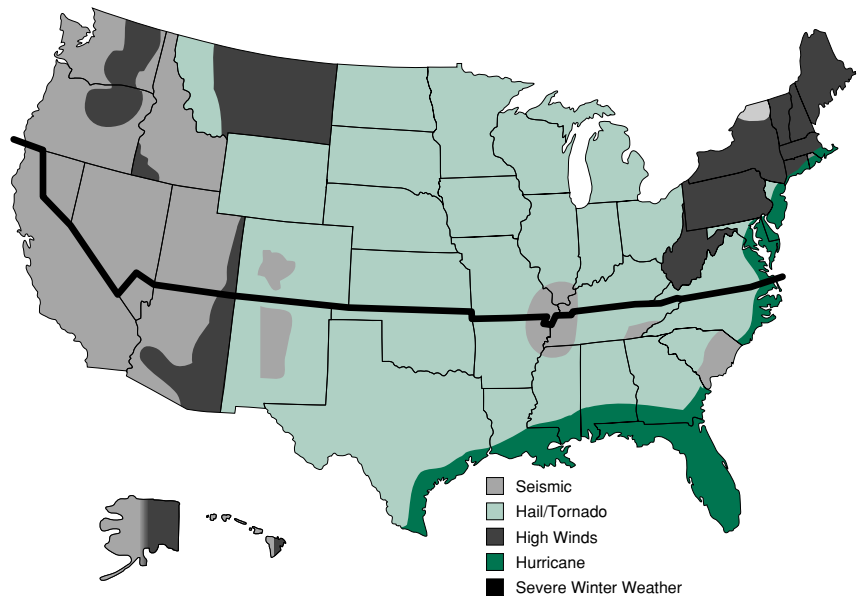 Seismic
Hail/Tornado
High Winds
Hurricane
Severe Winter Weather